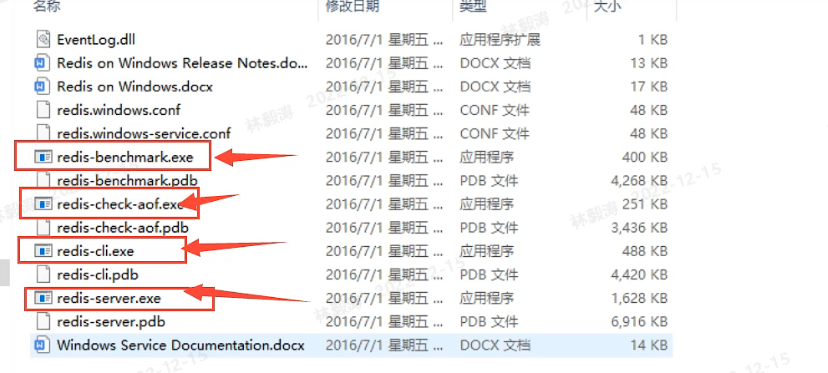 名称 修改日期 类型 大小
EventLog.dll 2016/7/1 星期五 ... 应用程序扩展 1 KB
Redis on Windows Release Notes.do... 2016/7/1 星期五 ... DOCX 文档 13 KB
Redis on Windows.docx 2016/7/1 星期五 ... DOCX 文档 17 KB
redis.windows.conf 2016/7/1 星期五 ... CONF 文件 48 KB
redis.windows-service.conf 2016/7/1 星期五 ... CONF 文件 48 KB
redis-benchmark.exe 2016/7/1 星期五 ... 应用程序 400 KB
redis-benchmark.pdb 2016/7/1 星期五 ... PDB 文件 4,268 KB
redis-check-aof.exe 2016/7/1 星期五 ... 应用程序 251 KB
redis-check-aof.pdb 2016/7/1 星期五 ... PDB 文件 3,436 KB
redis-cli.exe 2016/7/1 星期五 ... 应用程序 488 KB
redis-cli.pdb 2016/7/1 星期五 ... PDB 文件 4,420 KB
redis-server.exe 2016/7/1 星期五 ... 应用程序 1,628 KB
redis-server.pdb 2016/7/1 星期五 ... PDB 文件 6,916 KB
Windows Service Documentation.docx 2016/7/1 星期五 ... DOCX 文档 14 KB
林毅涛 2022-12-15